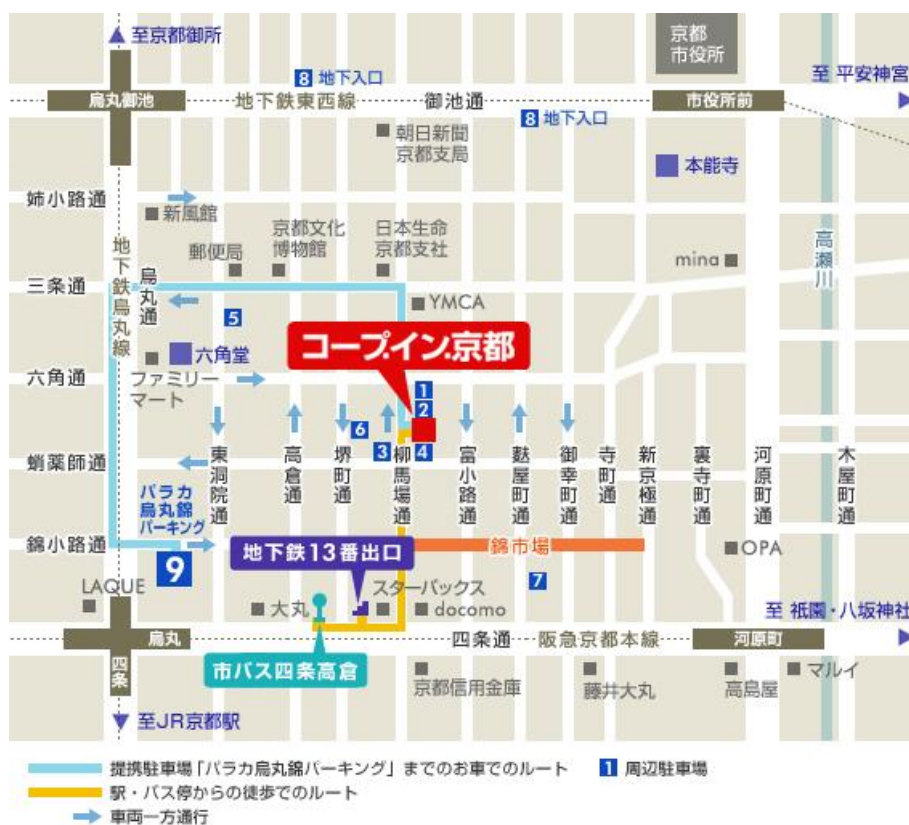 至京都御所
京都
市役所
8 地下入口
至 平安神宮
烏丸御池
地下鉄東西線
御池通
市役所前
8 地下入口
朝日新聞
京都支局
本能寺
姉小路通
新風館
京都文化
博物館
日本生命
京都支社
郵便局
高瀬川
地下鉄烏丸線
烏丸通
mina
三条通
YMCA
5
コープ.イン.京都
六角堂
六角通
ファミリー
マート
1
2
6
3
4
蛸薬師通
東洞院通
高倉通
堺町通
柳馬場通
富小路通
麩屋町通
御幸町通
寺町通
新京極通
裏寺町通
河原町通
木屋町通
パラカ
烏丸錦
パーキング
錦小路通
9
地下鉄13番出口
錦市場
OPA
7
LAQUE
大丸
スターバックス
docomo
至 祇園・八坂神社
烏丸
四条通
阪急京都本線
河原町
四条
市バス四条高倉
京都信用金庫
藤井大丸
高島屋
マルイ
至JR京都駅
提携駐車場「パラカ烏丸錦パーキング」までのお車でのルート
1 周辺駐車場
駅・バス停からの徒歩でのルート
車両一方通行